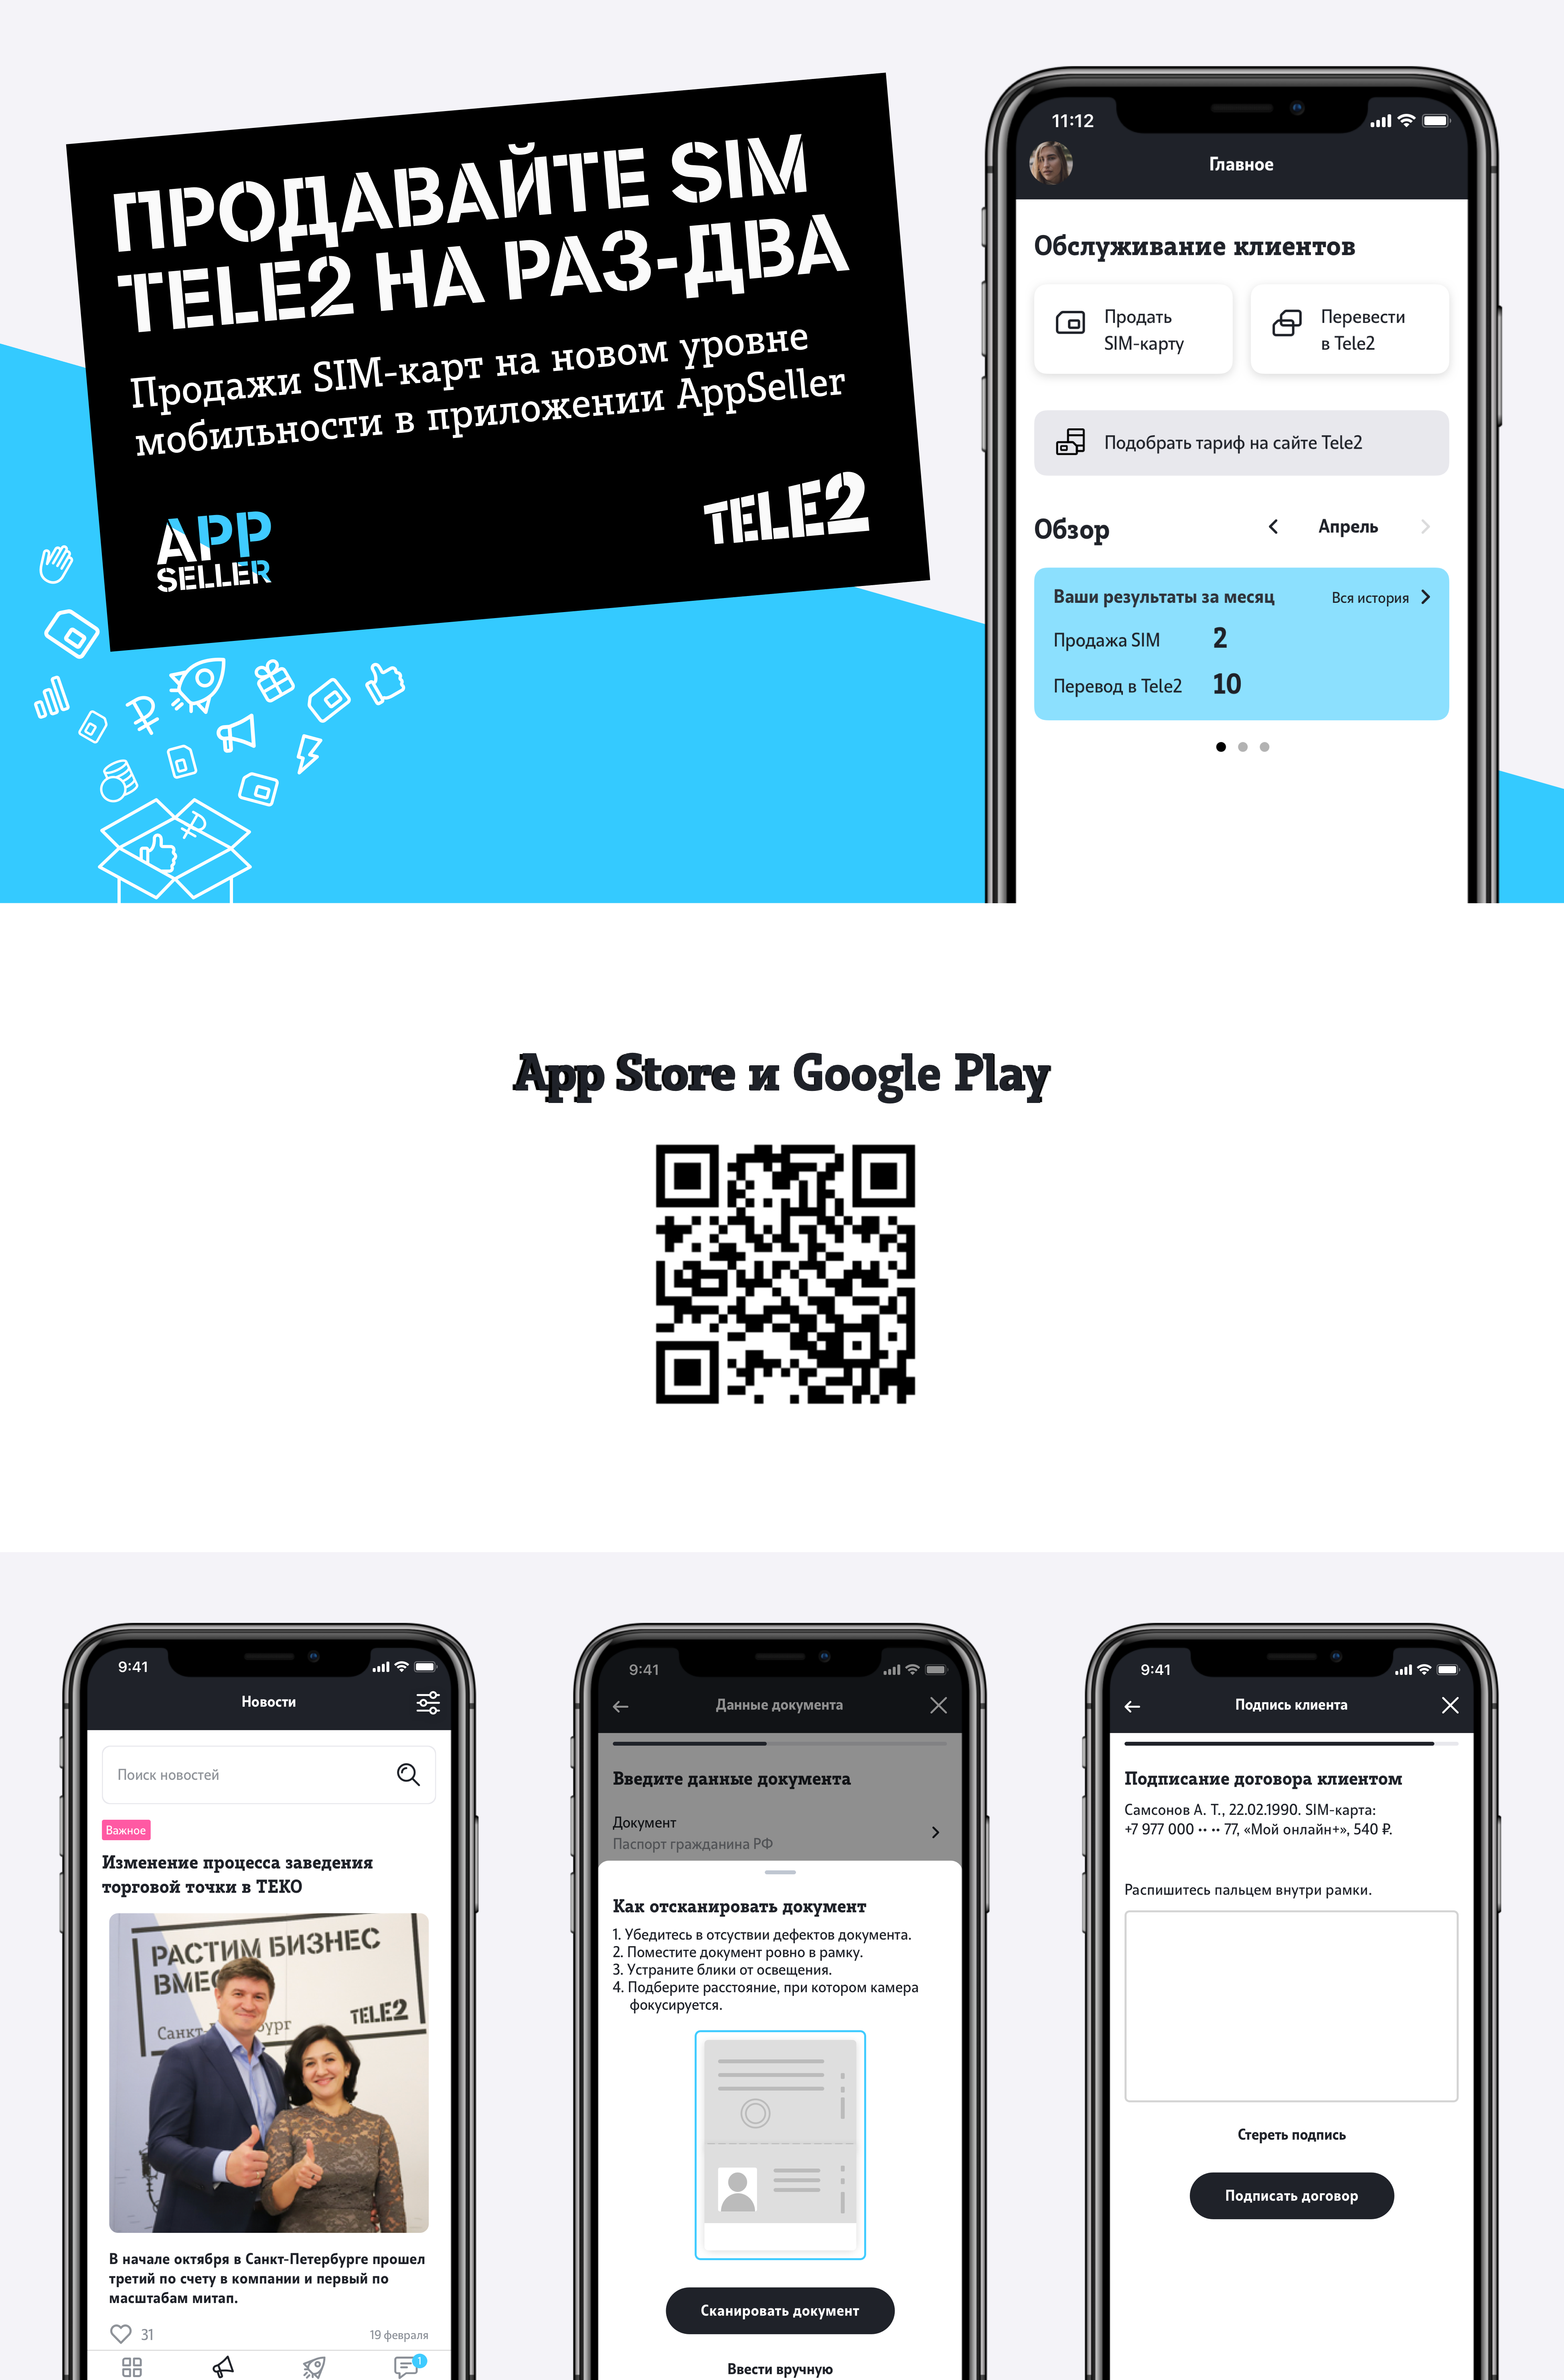 ПРОДАВАЙТЕ SIM
TELE2 НА РАЗ-ДВА
Продажи SIM-карт на новом уровне
мобильности в приложении AppSeller
APP
SELLER
TELE2
11:12
Главное
Обслуживание клиентов
Продать
SIM-карту
Перевести
в Tele2
Подобрать тариф на сайте Tele2
Обзор
Апрель
Ваши результаты за месяц
Вся история
Продажа SIM 2
Перевод в Tele2 10
App Store и Google Play
9:41
Новости
Поиск новостей
Важное
Изменение процесса заведения
торговой точки в ТЕКО
РАСТИМ БИЗНЕС
TELE2
В начале октября в Санкт-Петербурге прошел
третий по счету в компании и первый по
масштабам митап.
31
19 февраля
1
9:41
Данные документа
Введите данные документа
Документ
Паспорт гражданина РФ
Как отсканировать документ
1. Убедитесь в отсуствии дефектов документа.
2. Поместите документ ровно в рамку.
3. Устраните блики от освещения.
4. Подберите расстояние, при котором камера
фокусируется.
Сканировать документ
Ввести вручную
9:41
Подпись клиента
Подписание договора клиентом
Самсонов А. Т., 22.02.1990. SIM-карта:
+7 977 000 •• •• 77, «Мой онлайн+», 540 ₽.
Распишитесь пальцем внутри рамки.
Стереть подпись
Подписать договор